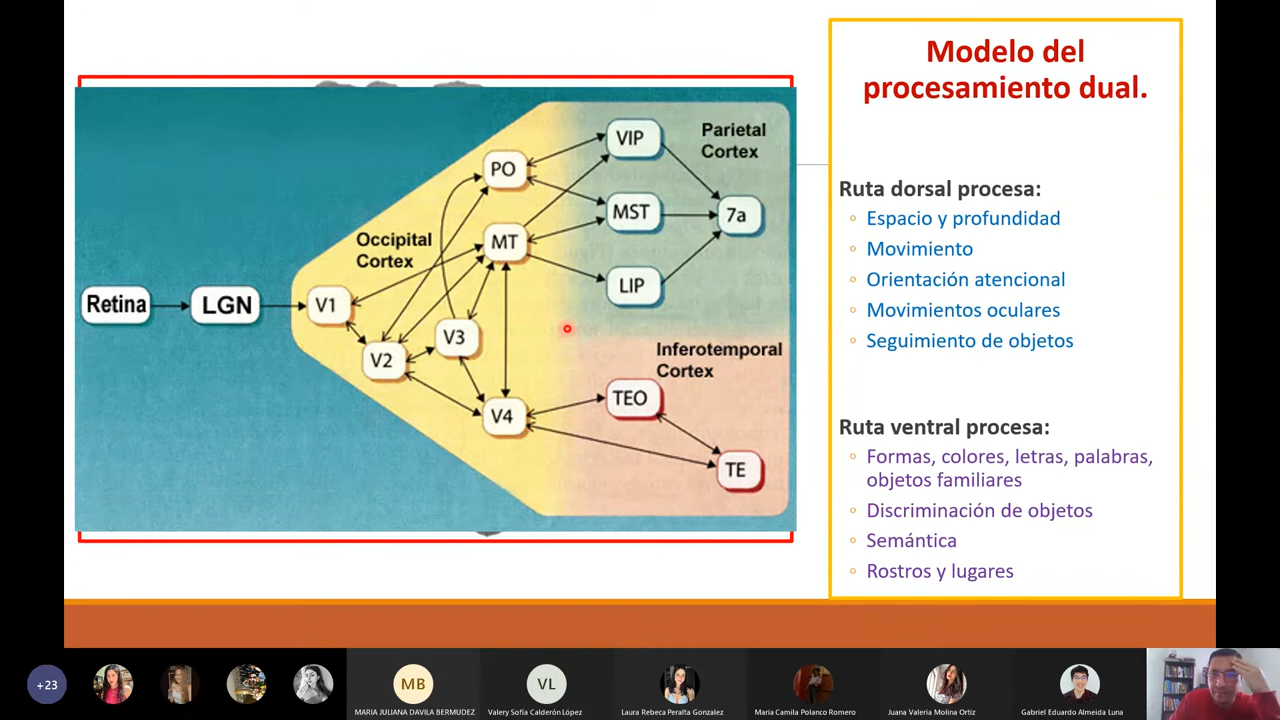 Modelo del
procesamiento dual.
Parietal
Cortex
VIP
PO
MST
7a
MT
Occipital
Cortex
LIP
Retina
LGN
V1
V3
V2
Inferotemporal
Cortex
TEO
V4
TE
Ruta dorsal procesa:
Espacio y profundidad
Movimiento
Orientación atencional
Movimientos oculares
Seguimiento de objetos
Ruta ventral procesa:
Formas, colores, letras, palabras,
objetos familiares
Discriminación de objetos
Semántica
Rostros y lugares
+23
MB
VL
MARIA JULIANA DAVILA BERMUDEZ
Valery Sofía Calderón López
Laura Rebeca Peralta Gonzalez
Maria Camila Polanco Romero
Juana Valeria Molina Ortiz
Gabriel Eduardo Almeida Luna